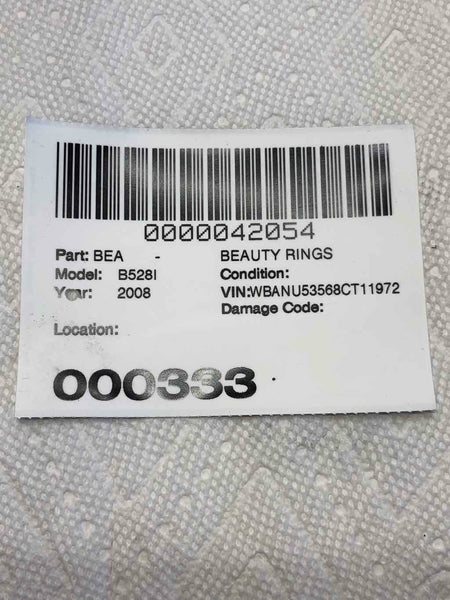 0000042054
Part: BEA - BEAUTY RINGS
Model: B528I Condition:
Year: 2008 VIN:WBANU53568CT11972
Damage Code:
Location:
000333